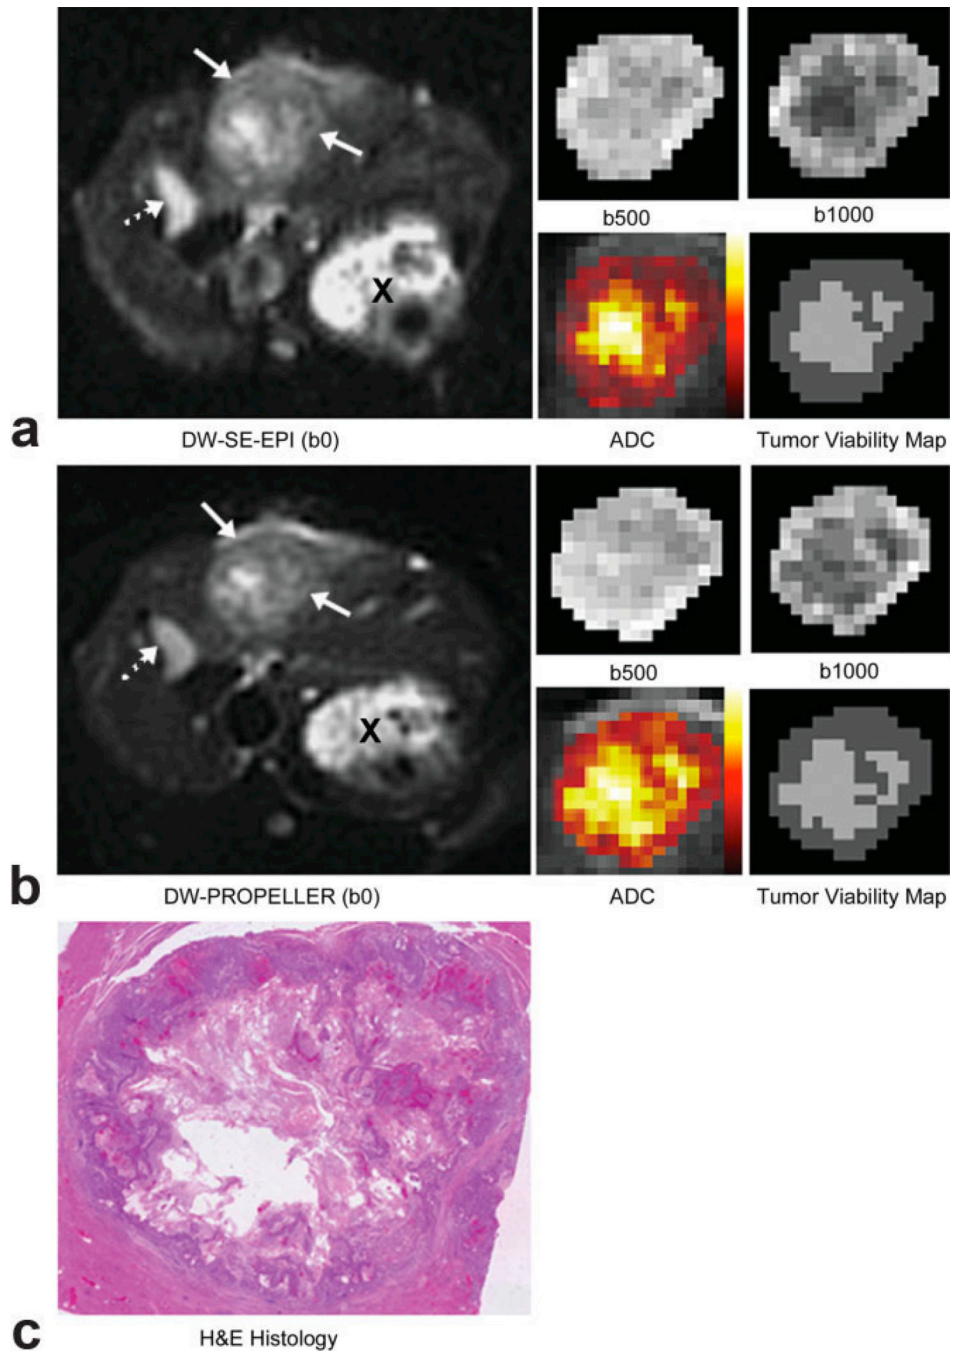 X
b500 b1000
a
DW-SE-EPI (b0) ADC Tumor Viability Map
X
b500 b1000
b
DW-PROPELLER (b0) ADC Tumor Viability Map
c
H&E Histology